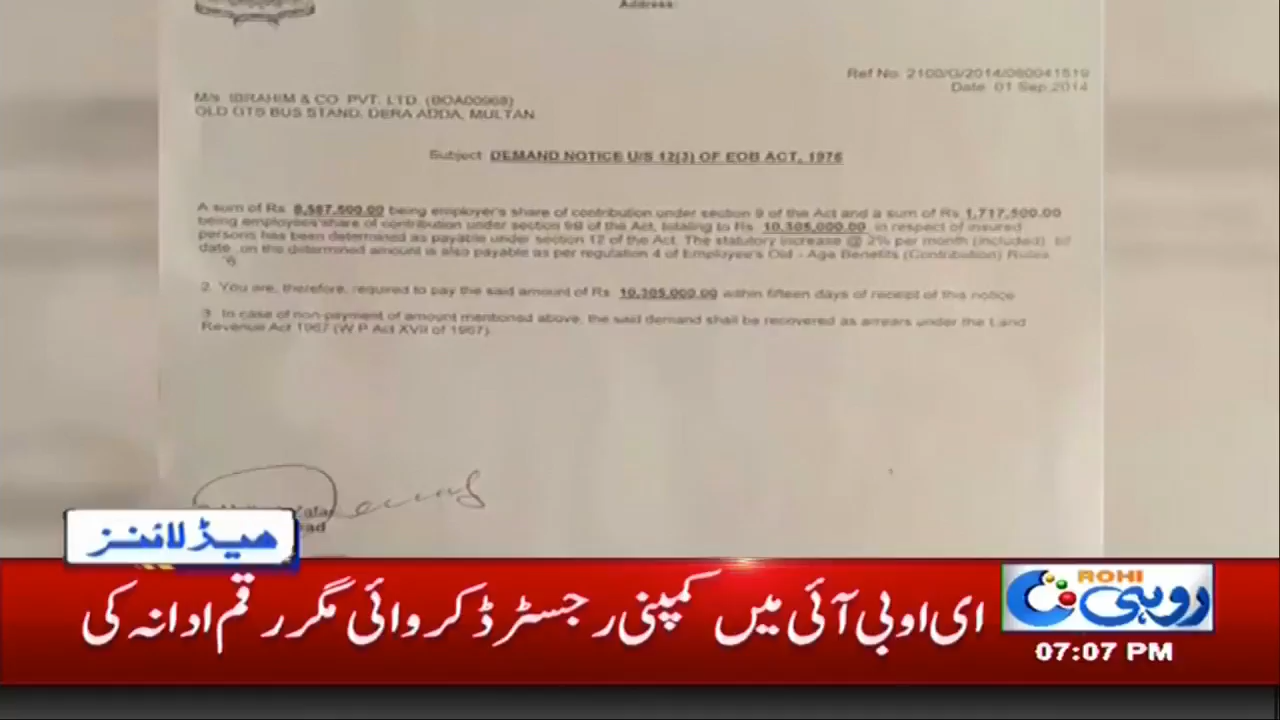 Address:
Ref No. 2100/G/2014/060041519
Date: 01 Sep,2014
M/s. IBRAHIM & CO. PVT. LTD. (BOA00968)
OLD GTS BUS STAND, DERA ADDA, MULTAN
Subject: DEMAND NOTICE U/S 12(3) OF EOB ACT, 1976
A sum of Rs. 8,587,500.00 being employer's share of contribution under section 9 of the Act and a sum of Rs 1,717,500.00
being employees share of contribution under section 9B of the Act, totaling to Rs. 10,305,000.00 in respect of insured
persons has been determined as payable under section 12 of the Act. The statutory increase @ 2% per month (included) till
date on the determined amount is also payable as per regulation 4 of Employee's Old - Age Benefits (Contribution) Rules
2. You are, therefore, required to pay the said amount of Rs. 10,305,000.00 within fifteen days of receipt of this notice
3. In case of non-payment of amount mentioned above, the said demand shall be recovered as arrears under the Land
Revenue Act 1967 (W.P Act XVII of 1967).
ہیڈ لائنز
ای او بی آئی میں کمپنی رجسٹرڈ کروائی مگر رقم ادا نہ کی
ROHI
روہی
07:07 PM